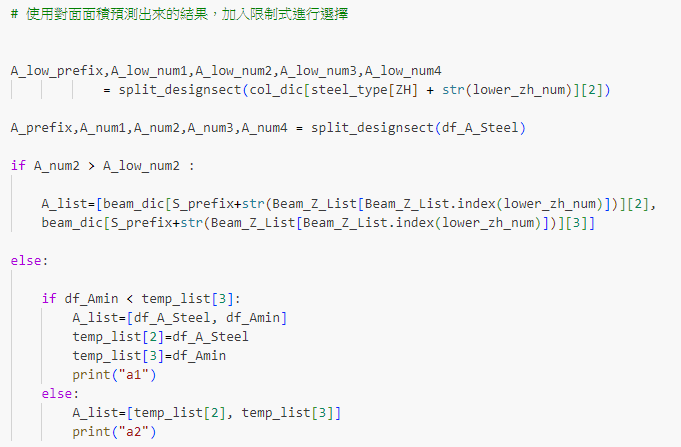 # 使用對面面積預測出來的結果，加入限制式進行選擇
A_low_prefix,A_low_num1,A_low_num2,A_low_num3,A_low_num4
= split_designsect(col_dic[steel_type[ZH] + str(lower_zh_num)][2])
A_prefix,A_num1,A_num2,A_num3,A_num4 = split_designsect(df_A_Steel)
if A_num2 > A_low_num2 :
A_list=[beam_dic[S_prefix+str(Beam_Z_List[Beam_Z_List.index(lower_zh_num)])][2],
beam_dic[S_prefix+str(Beam_Z_List[Beam_Z_List.index(lower_zh_num)])][3]]
else:
if df_Amin < temp_list[3]:
A_list=[df_A_Steel, df_Amin]
temp_list[2]=df_A_Steel
temp_list[3]=df_Amin
print("a1")
else:
A_list=[temp_list[2], temp_list[3]]
print("a2")